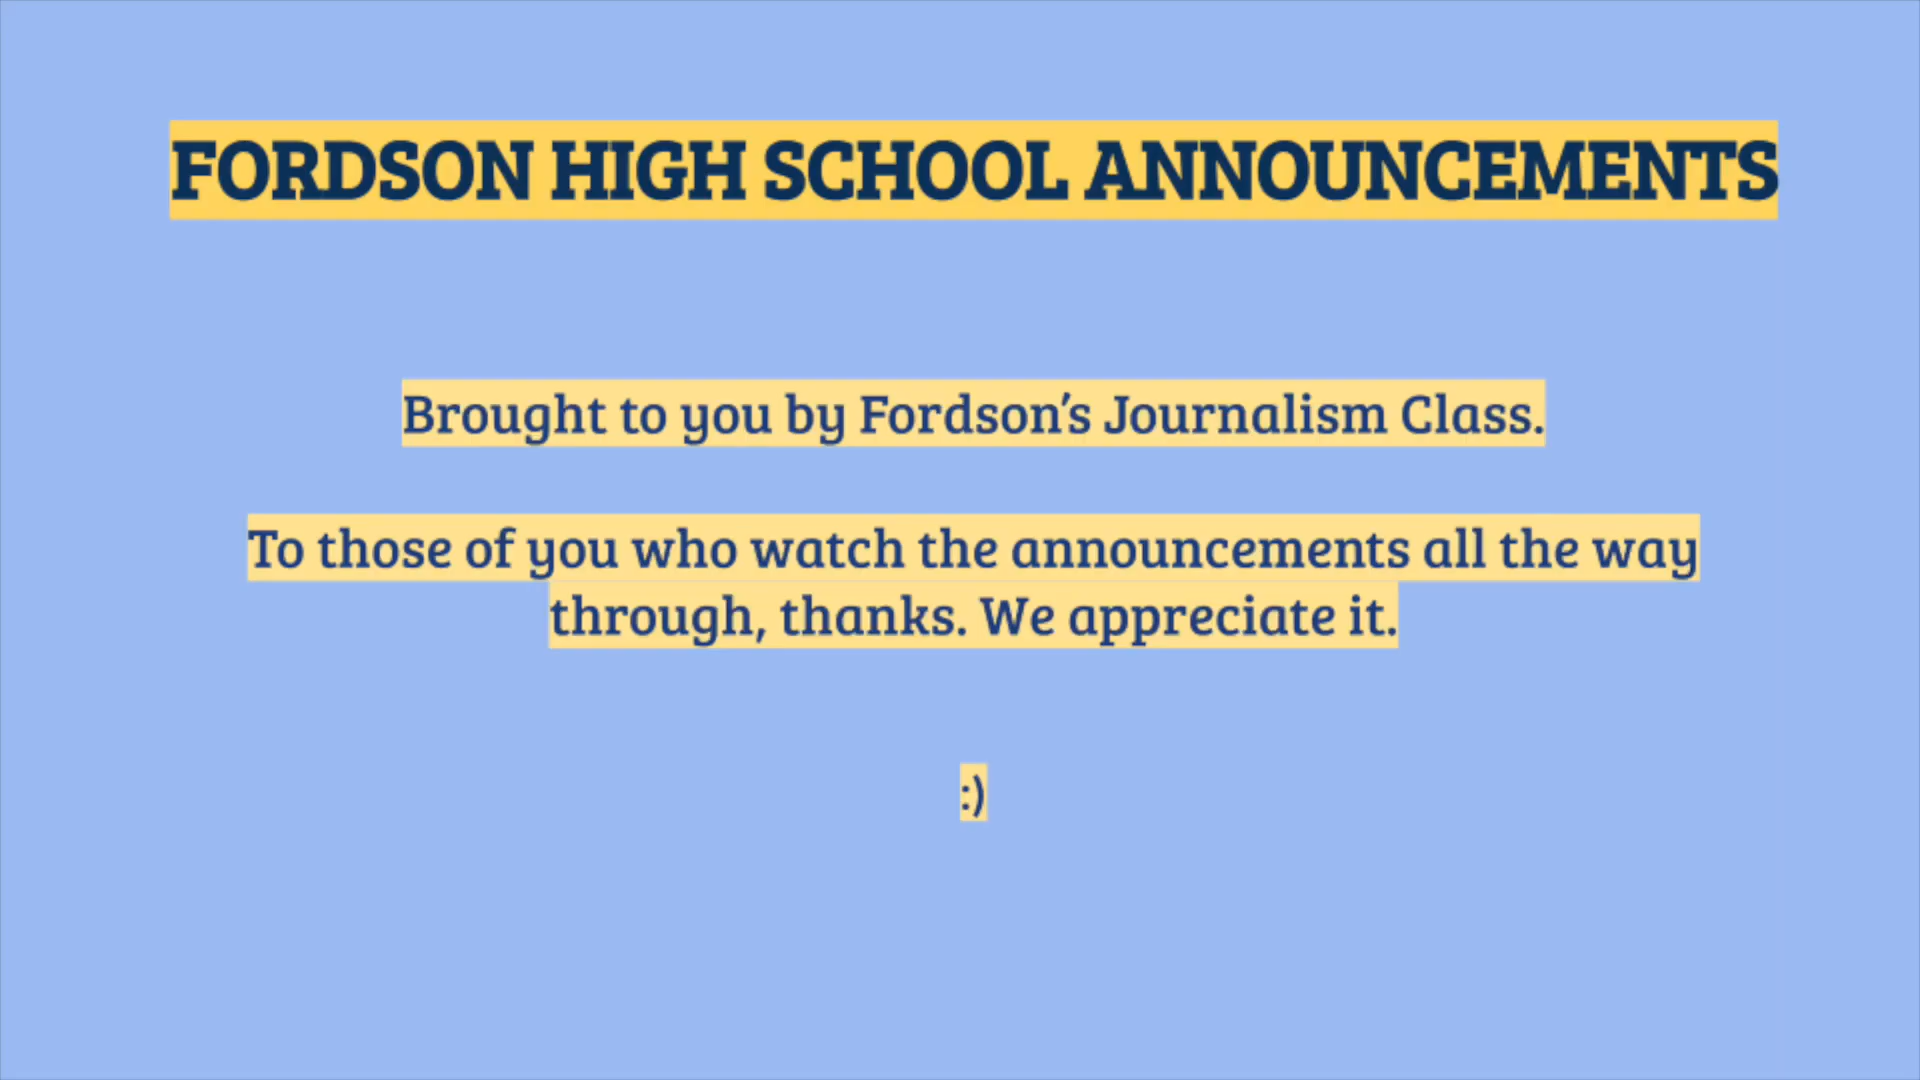 FORDSON HIGH SCHOOL ANNOUNCEMENTS
Brought to you by Fordson’s Journalism Class.
To those of you who watch the announcements all the way
through, thanks. We appreciate it.
:)